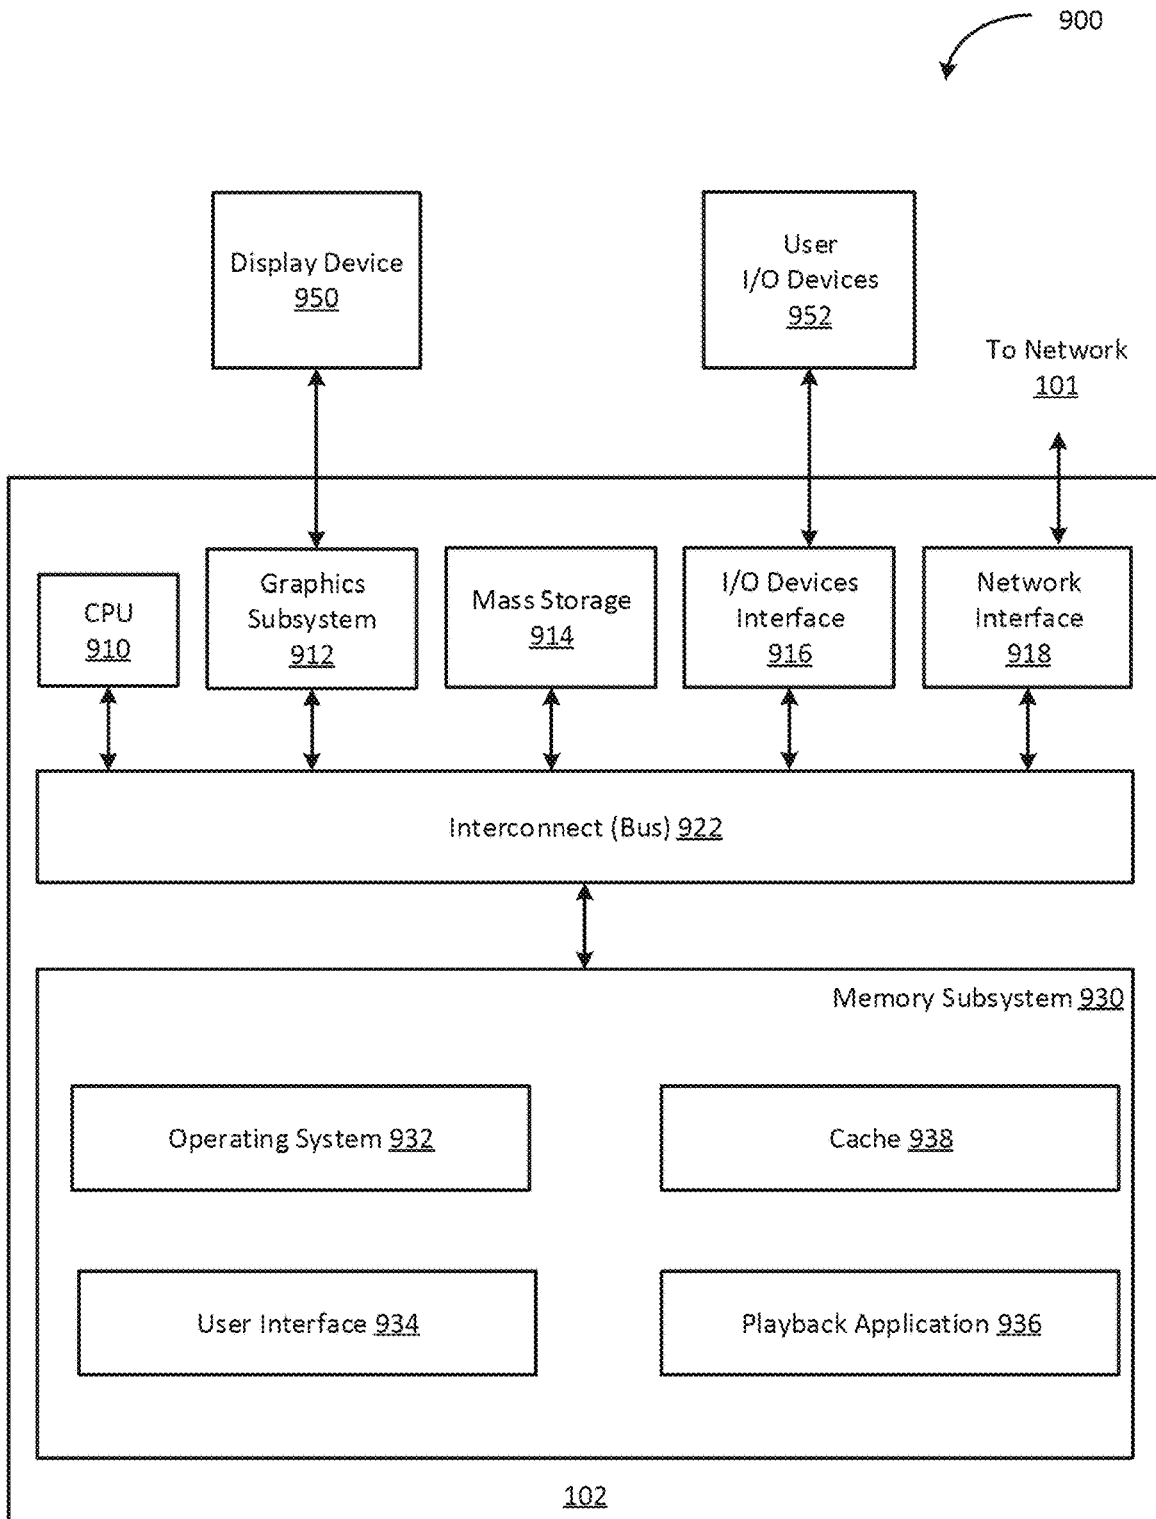 900
Display Device
950
User
I/O Devices
952
To Network
101
CPU
910
Graphics
Subsystem
912
Mass Storage
914
I/O Devices
Interface
916
Network
Interface
918
Interconnect (Bus) 922
Memory Subsystem 930
Operating System 932
Cache 938
User Interface 934
Playback Application 936
102